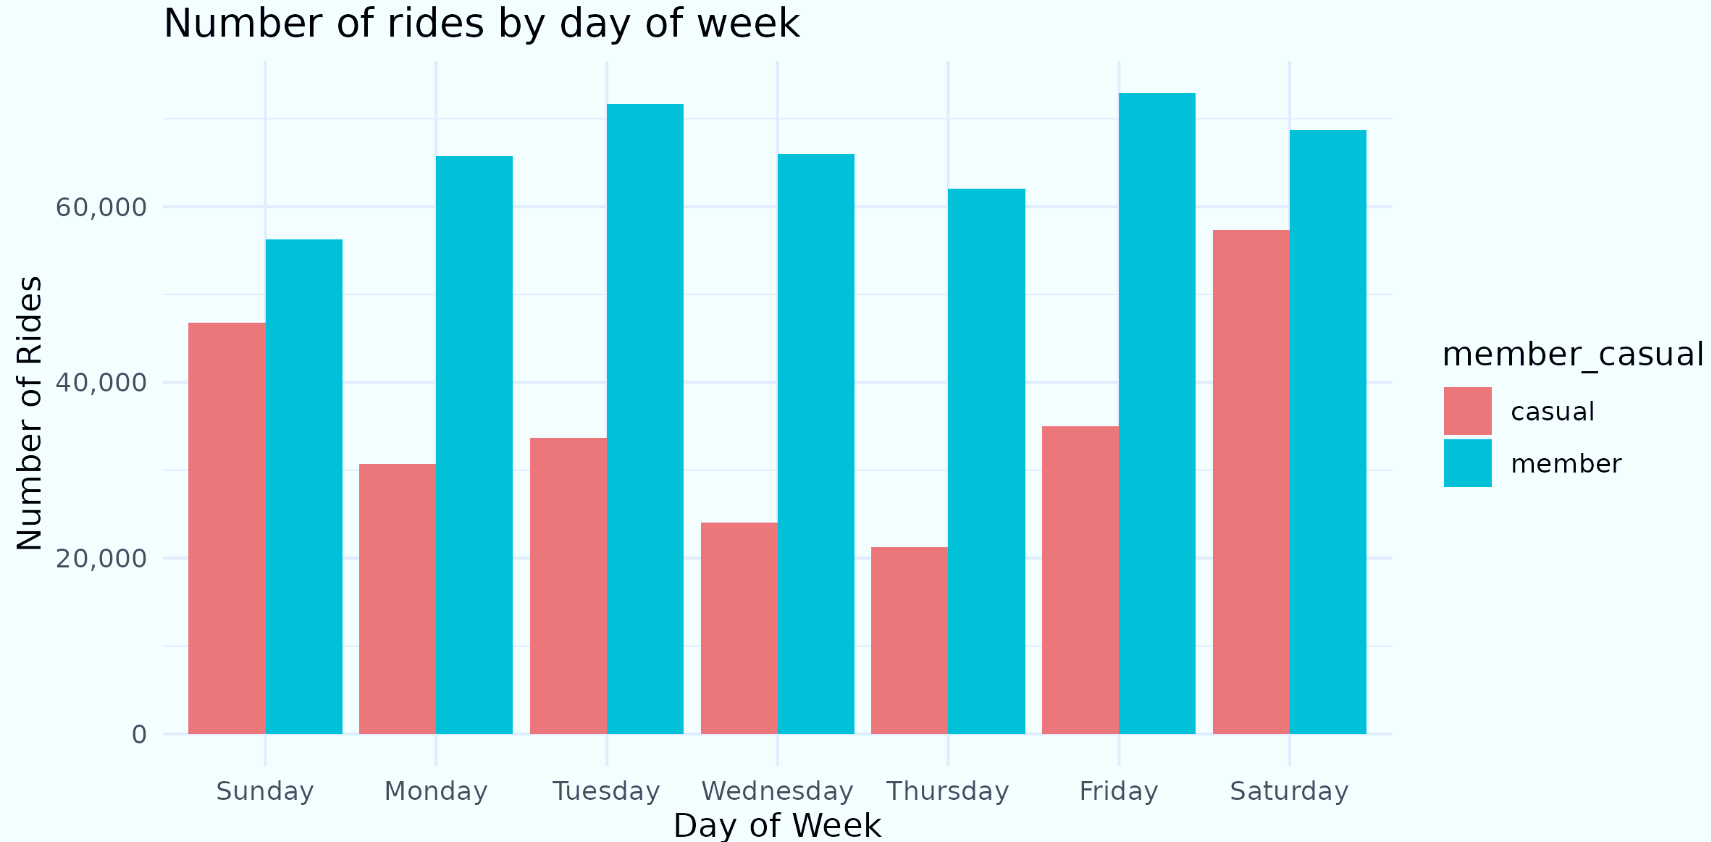 Number of rides by day of week
Number of Rides
60,000
40,000
20,000
0
Sunday Monday Tuesday Wednesday Thursday Friday Saturday
Day of Week
member_casual
casual
member